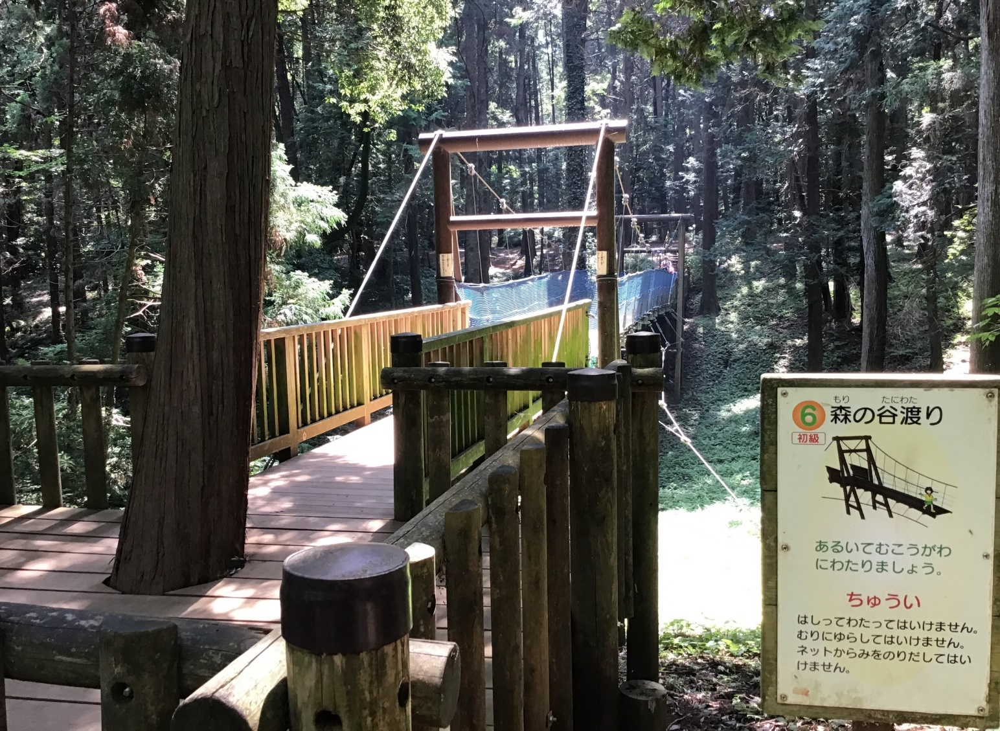 もり たにわた
6 森の谷渡り
初級
あるいてむこうがわ
にわたりましょう。
ちゅうい
はしってわたってはいけません。
むりにゆらしてはいけません。
ネットからみをのりだしてはい
けません。